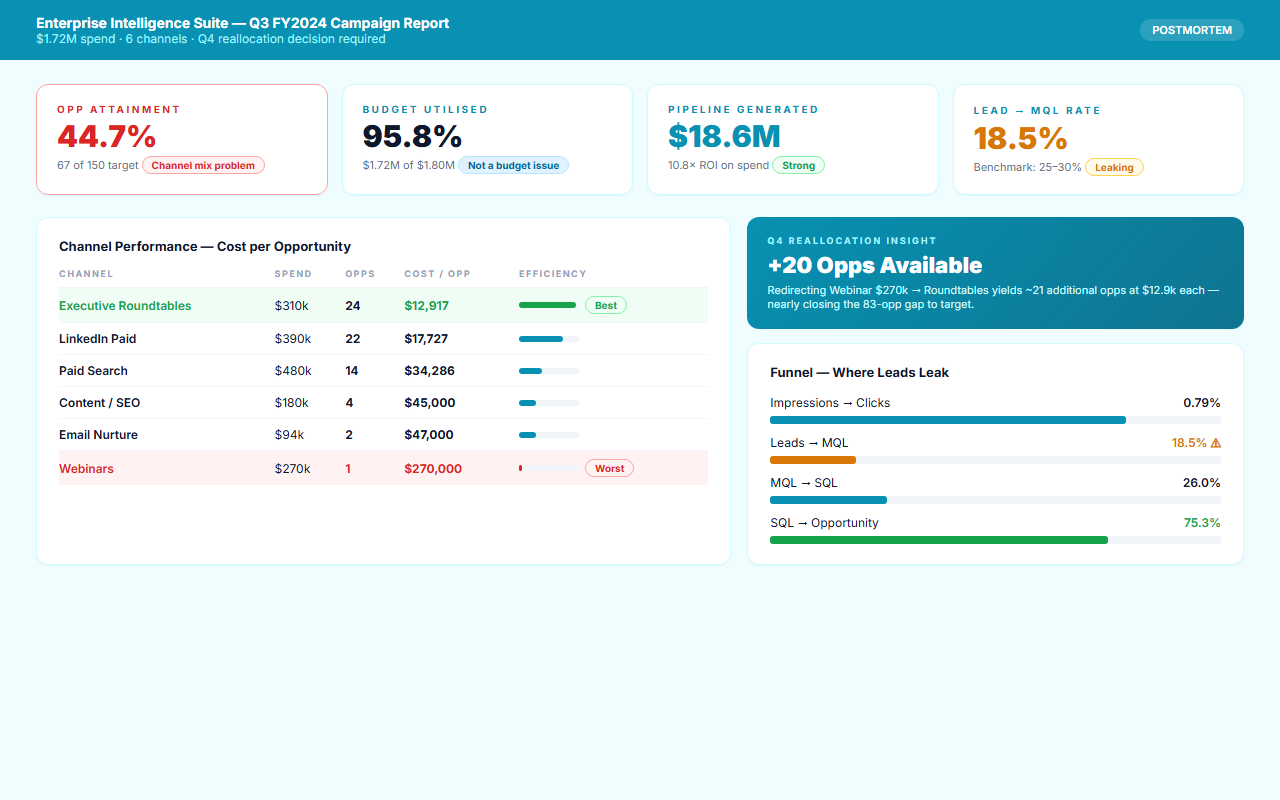 Enterprise Intelligence Suite — Q3 FY2024 Campaign Report
$1.72M spend · 6 channels · Q4 reallocation decision required
POSTMORTEM
OPP ATTAINMENT
44.7%
67 of 150 target Channel mix problem
BUDGET UTILISED
95.8%
$1.72M of $1.80M Not a budget issue
PIPELINE GENERATED
$18.6M
10.8× ROI on spend Strong
LEAD → MQL RATE
18.5%
Benchmark: 25–30% Leaking
Channel Performance — Cost per Opportunity
CHANNEL SPEND OPPS COST / OPP EFFICIENCY
Executive Roundtables $310k 24 $12,917 Best
LinkedIn Paid $390k 22 $17,727
Paid Search $480k 14 $34,286
Content / SEO $180k 4 $45,000
Email Nurture $94k 2 $47,000
Webinars $270k 1 $270,000 Worst
Q4 REALLOCATION INSIGHT
+20 Opps Available
Redirecting Webinar $270k → Roundtables yields ~21 additional opps at $12.9k each —
nearly closing the 83-opp gap to target.
Funnel — Where Leads Leak
Impressions → Clicks 0.79%
Leads → MQL 18.5% ⚠
MQL → SQL 26.0%
SQL → Opportunity 75.3%